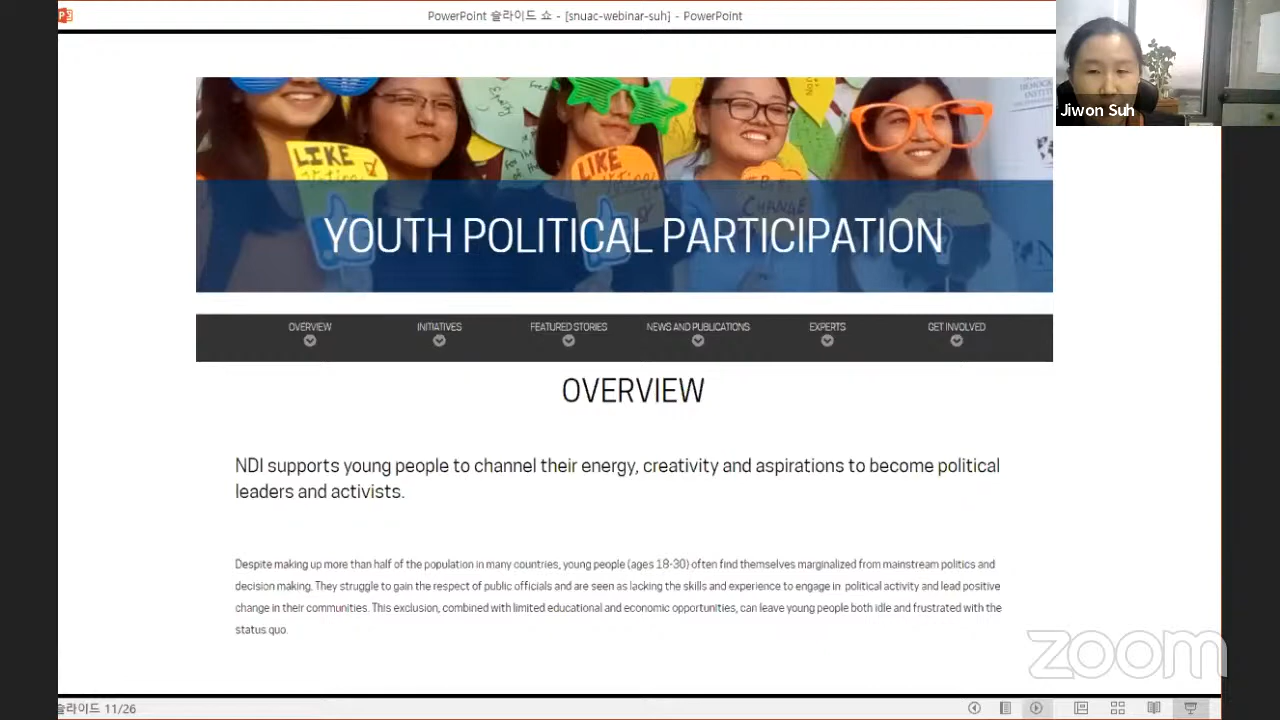 PowerPoint 슬라이드 쇼 - [snuac-webinar-suh] - PowerPoint
Jiwon Suh
LIKE
LIKE
CHANGE
YOUTH POLITICAL PARTICIPATION
OVERVIEW
INITIATIVES
FEATURED STORIES
NEWS AND PUBLICATIONS
EXPERTS
GET INVOLVED
OVERVIEW
NDI supports young people to channel their energy, creativity and aspirations to become political
leaders and activists.
Despite making up more than half of the population in many countries, young people (ages 18-30) often find themselves marginalized from mainstream politics and
decision making. They struggle to gain the respect of public officials and are seen as lacking the skills and experience to engage in political activity and lead positive
change in their communities. This exclusion, combined with limited educational and economic opportunities, can leave young people both idle and frustrated with the
status quo.
zoom
슬라이드 11/26